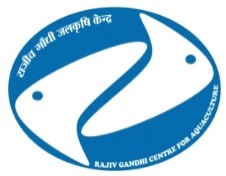 राजीव गाँधी जलकृषि केन्द्र
RAJIV GANDHI CENTRE FOR AQUACULTURE